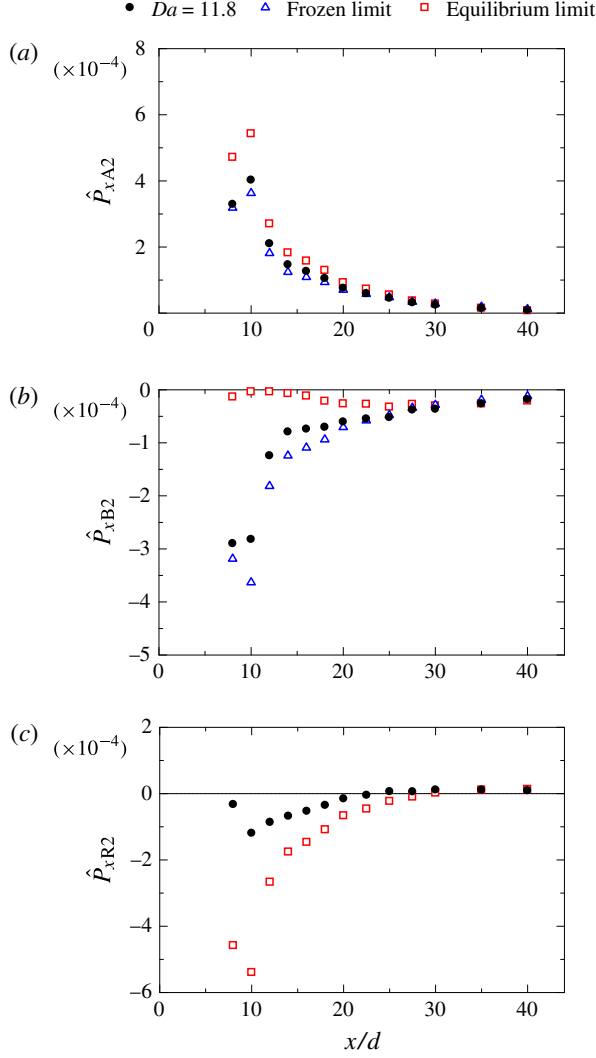 ● Da = 11.8 △ Frozen limit □ Equilibrium limit
(a) (×10⁻⁴)
8
6
4
2
0 10 20 30 40
P̂xA2
(b) (×10⁻⁴)
0
−1
−2
−3
−4
−5
0 10 20 30 40
P̂xB2
(c) (×10⁻⁴)
2
0
−2
−4
−6
0 10 20 30 40
P̂xR2
x/d